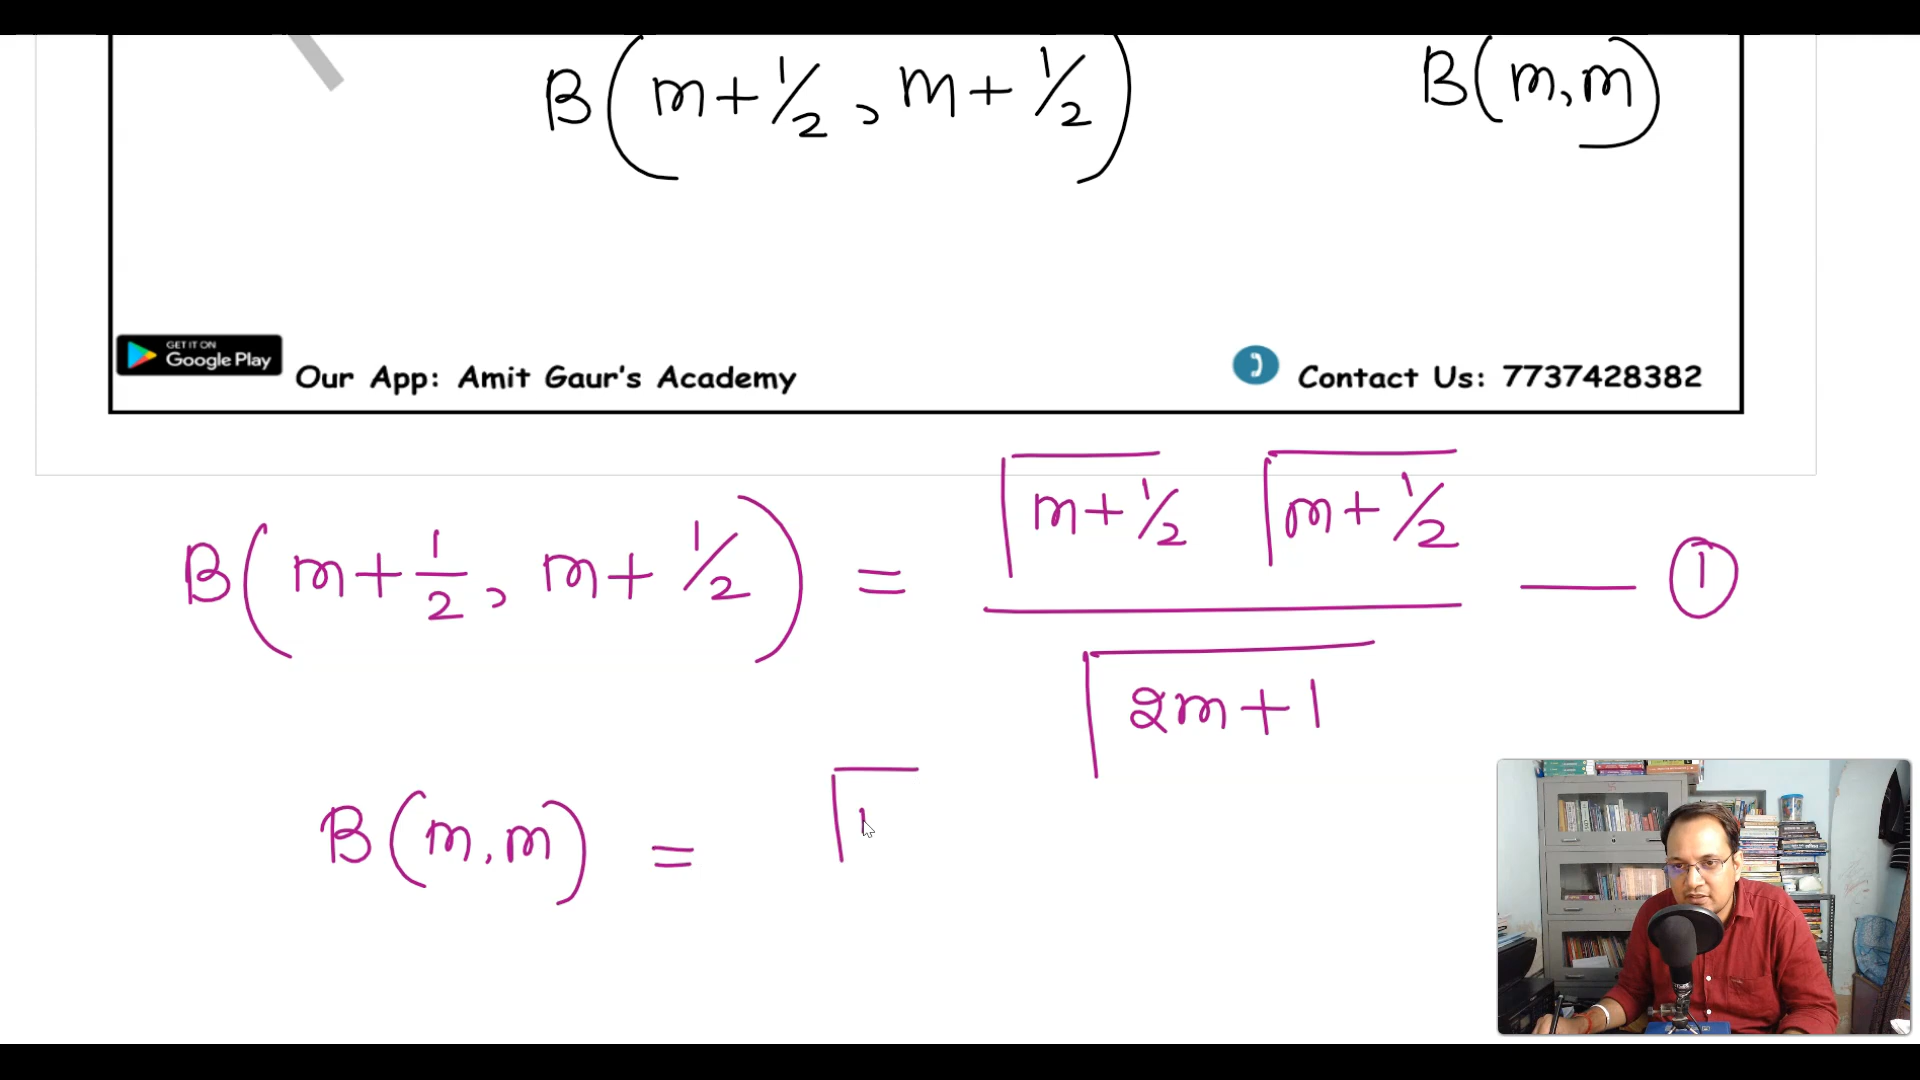 B(m+1/2, m+1/2) B(m,m)
GET IT ON
Google Play
Our App: Amit Gaur's Academy
Contact Us: 7737428382
B(m+1/2, m+1/2) = Γm+1/2 Γm+1/2 / Γ2m+1 — ①
B(m,m) = Γ